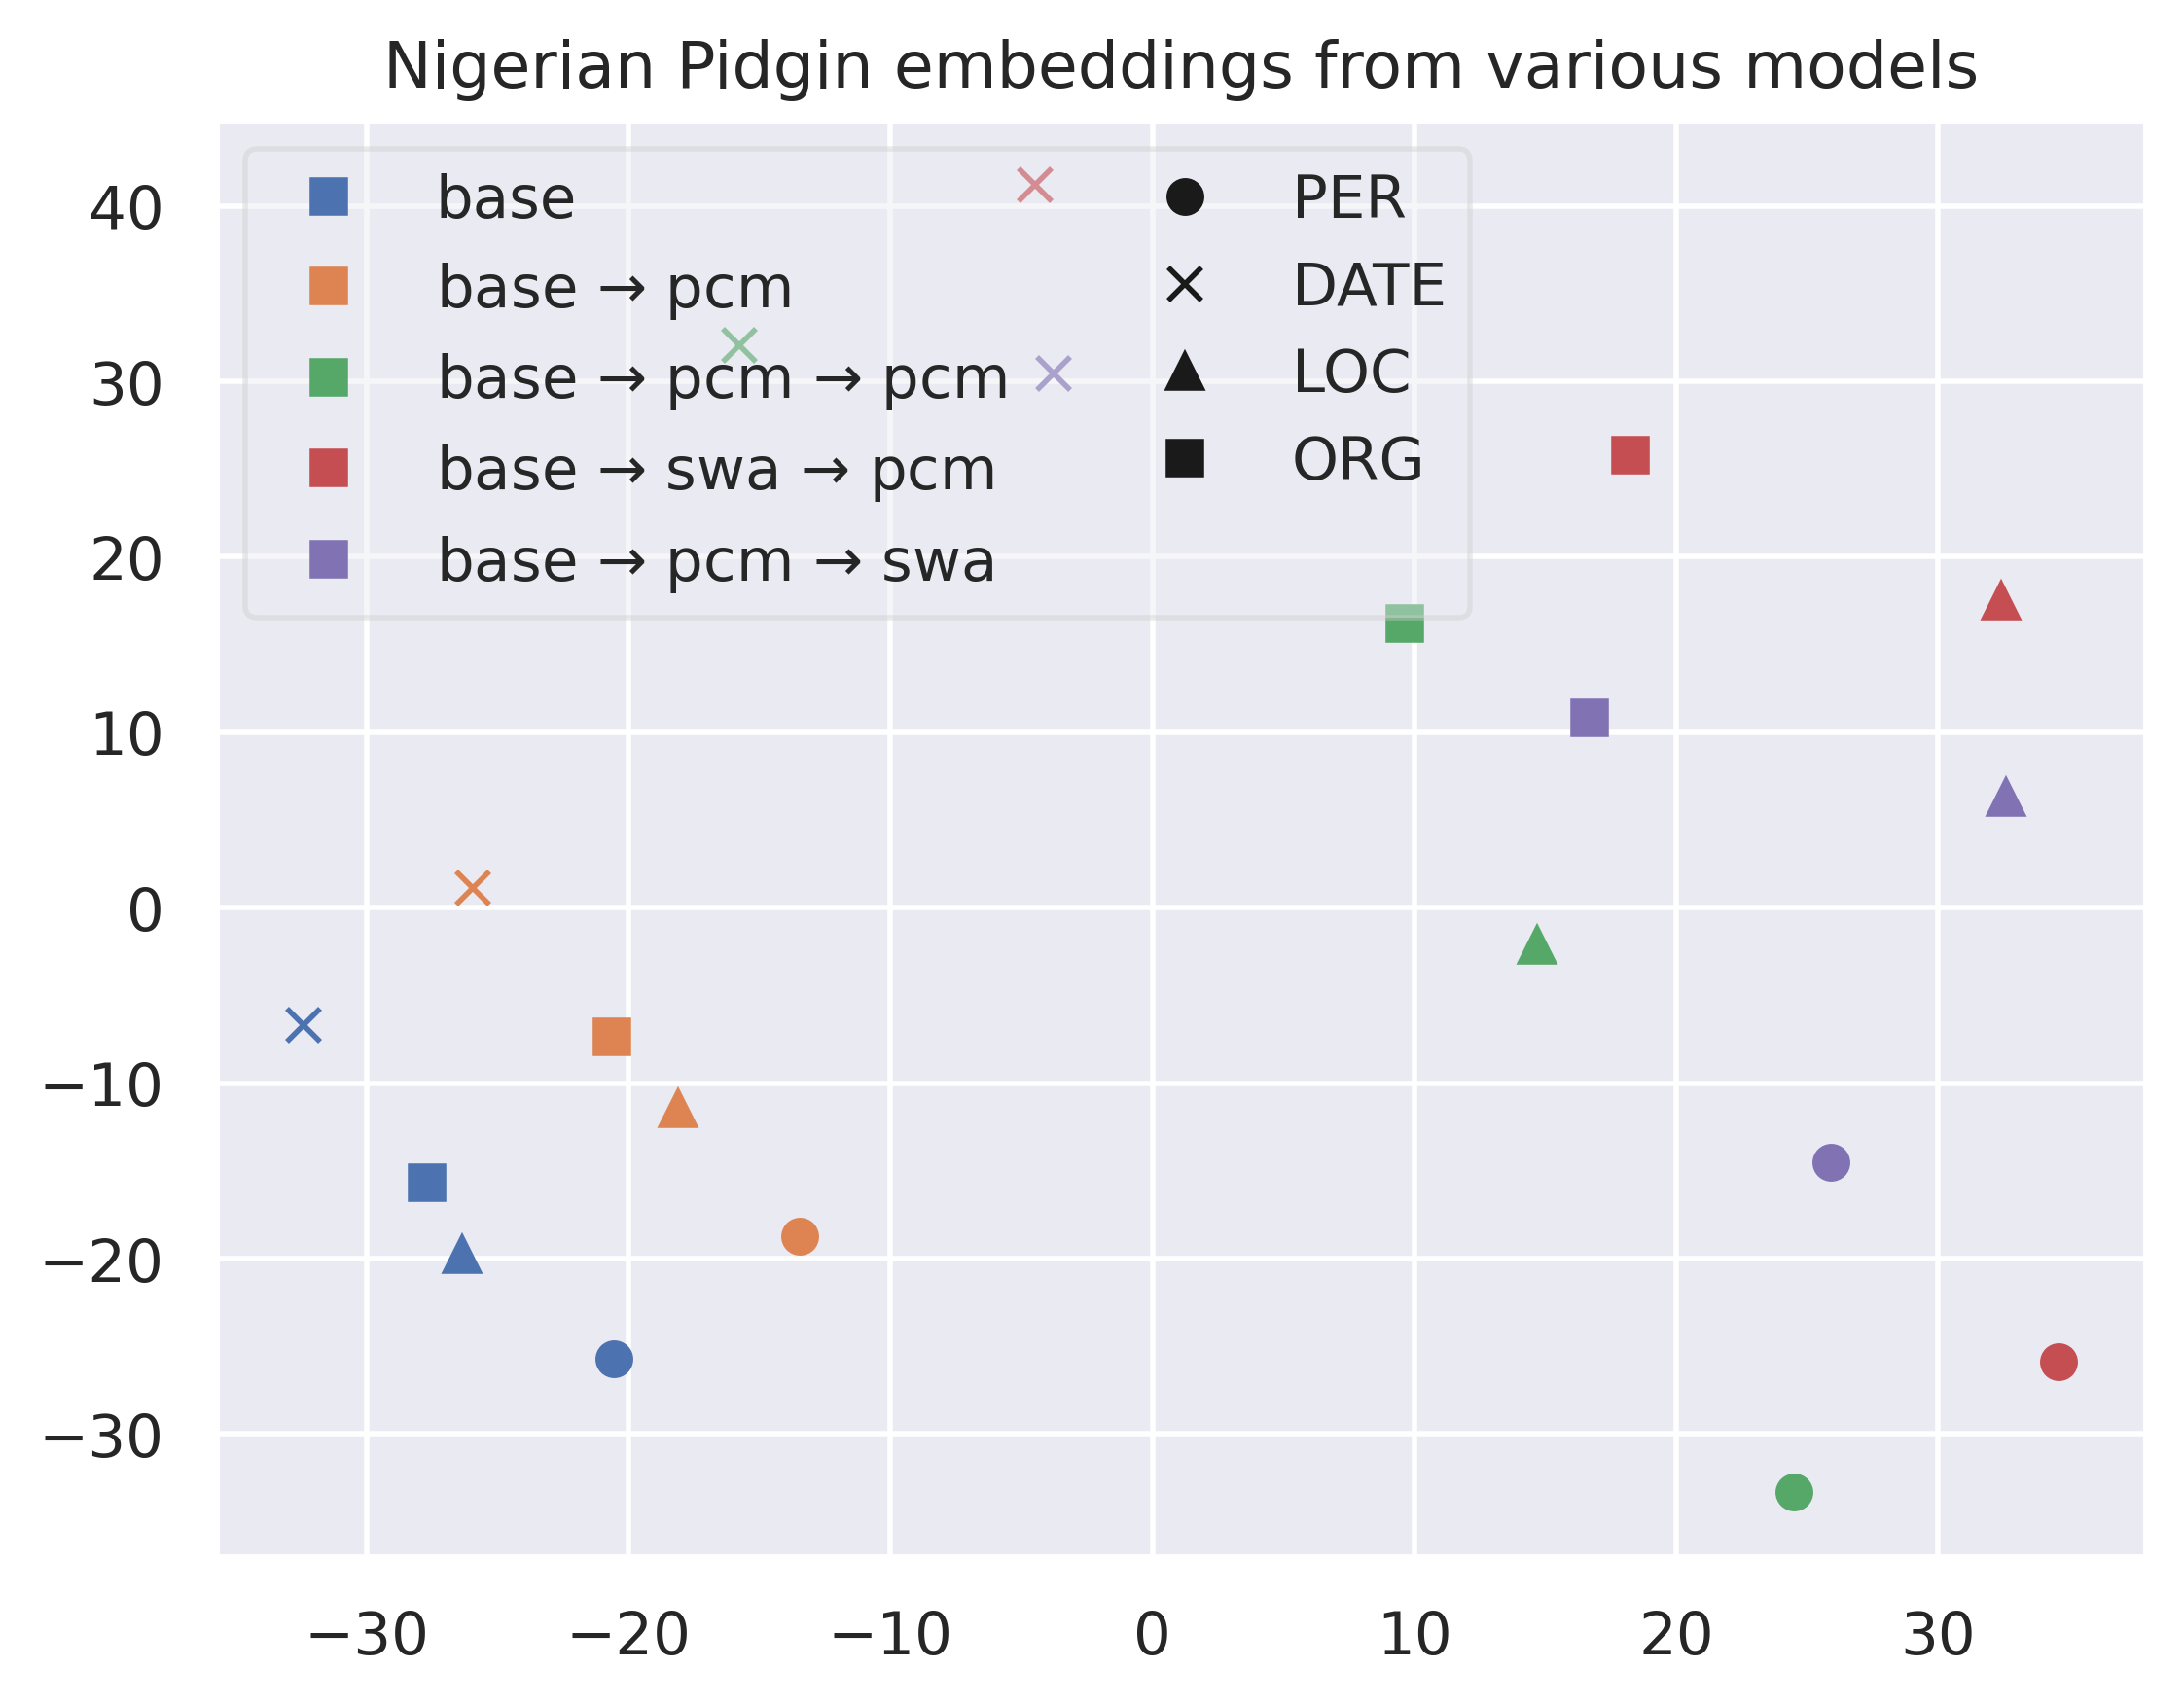 Nigerian Pidgin embeddings from various models
base
base → pcm
base → pcm → pcm
base → swa → pcm
base → pcm → swa
PER
DATE
LOC
ORG
40
30
20
10
0
−10
−20
−30
−30 −20 −10 0 10 20 30